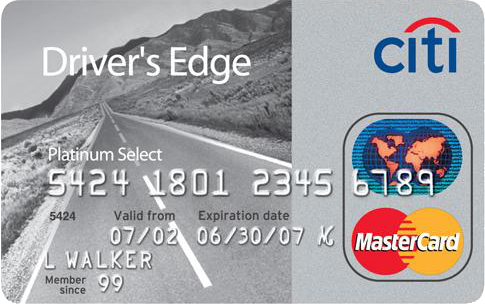 Driver's Edge
citi
Platinum Select
5424 1801 2345 6789
5424 Valid from Expiration date
07/02 06/30/07
L WALKER
Member since 99
MasterCard